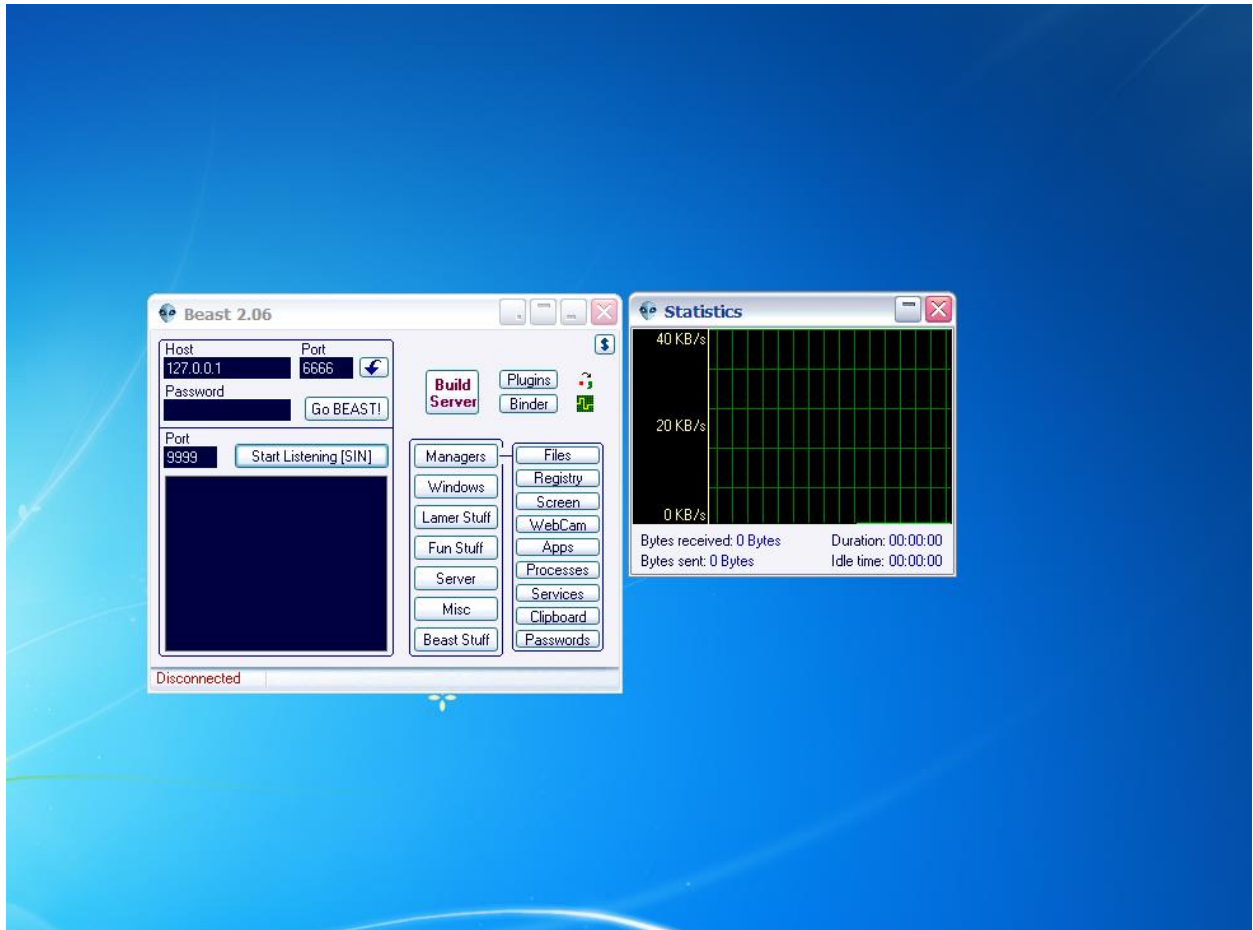 Beast 2.06
Host Port
127.0.0.1 6666
Password
Go BEAST!
Port
9999 Start Listening [SIN]
Build
Server
Plugins
Binder
$
Managers
Windows
Lamer Stuff
Fun Stuff
Server
Misc
Beast Stuff
Files
Registry
Screen
WebCam
Apps
Processes
Services
Clipboard
Passwords
Disconnected
Statistics
40 KB/s
20 KB/s
0 KB/s
Bytes received: 0 Bytes Duration: 00:00:00
Bytes sent: 0 Bytes Idle time: 00:00:00